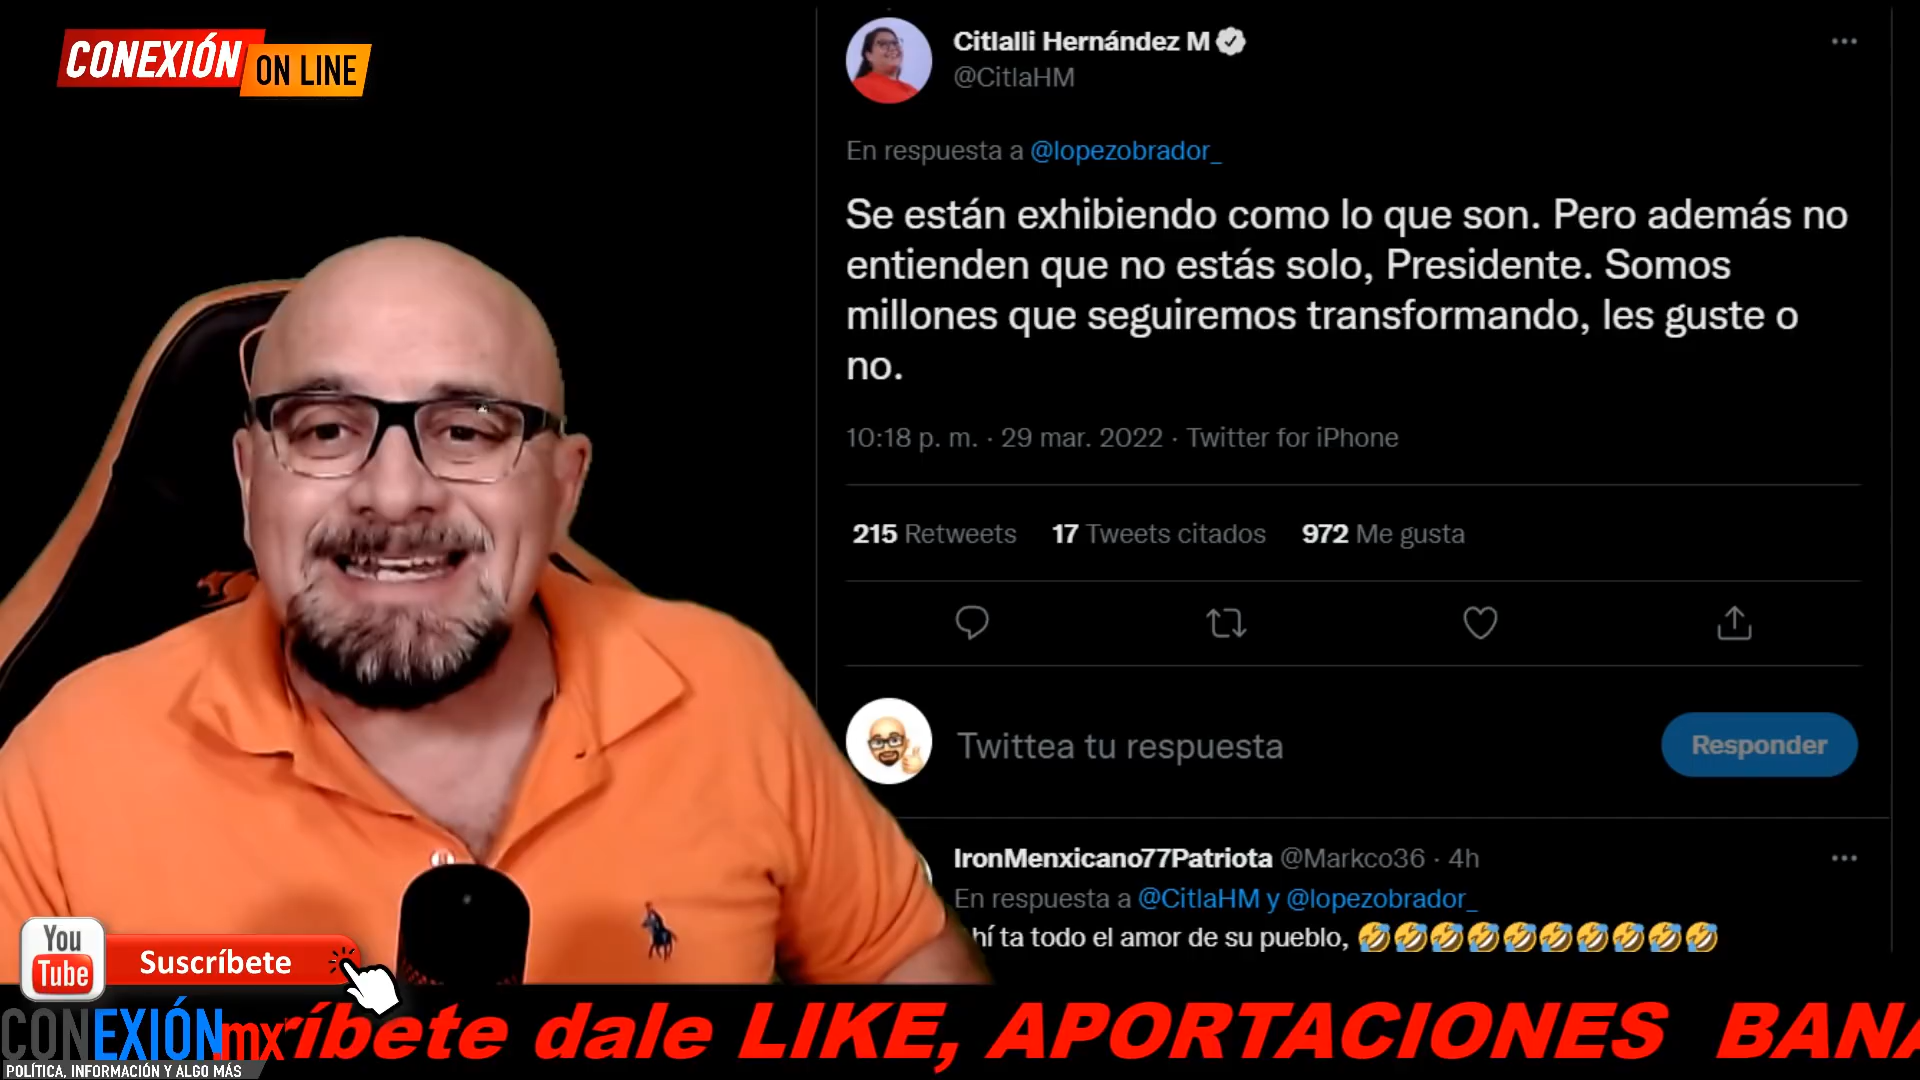 CONEXIÓN
ON LINE
Citlalli Hernández M
@CitlaHM
En respuesta a @lopezobrador_
Se están exhibiendo como lo que son. Pero además no
entienden que no estás solo, Presidente. Somos
millones que seguiremos transformando, les guste o
no.
10:18 p. m. · 29 mar. 2022 · Twitter for iPhone
215 Retweets 17 Tweets citados 972 Me gusta
Twittea tu respuesta
Responder
IronMenxicano77Patriota @Markco36 · 4h
En respuesta a @CitlaHM y @lopezobrador_
hí ta todo el amor de su pueblo, 🤣🤣🤣🤣🤣🤣🤣🤣🤣🤣
You
Tube
Suscríbete
ríbete dale LIKE, APORTACIONES BANA
CONEXIÓN.mx
POLÍTICA, INFORMACIÓN Y ALGO MÁS